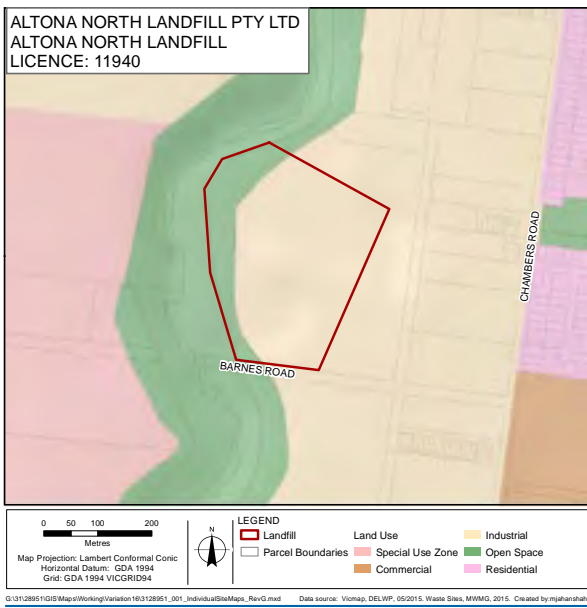 ALTONA NORTH LANDFILL PTY LTD
ALTONA NORTH LANDFILL
LICENCE: 11940
CHAMBERS ROAD
BARNES ROAD
0 50 100 200
Metres
Map Projection: Lambert Conformal Conic
Horizontal Datum: GDA 1994
Grid: GDA 1994 VICGRID94
N
LEGEND
Landfill
Parcel Boundaries
Land Use
Special Use Zone
Commercial
Industrial
Open Space
Residential
G:\31\28951\GIS\Maps\Working\Variation16\3128951_001_IndividualSiteMaps_RevG.mxd
Data source: Vicmap, DELWP, 05/2015. Waste Sites, MWMG, 2015. Created by:mjahanshahi